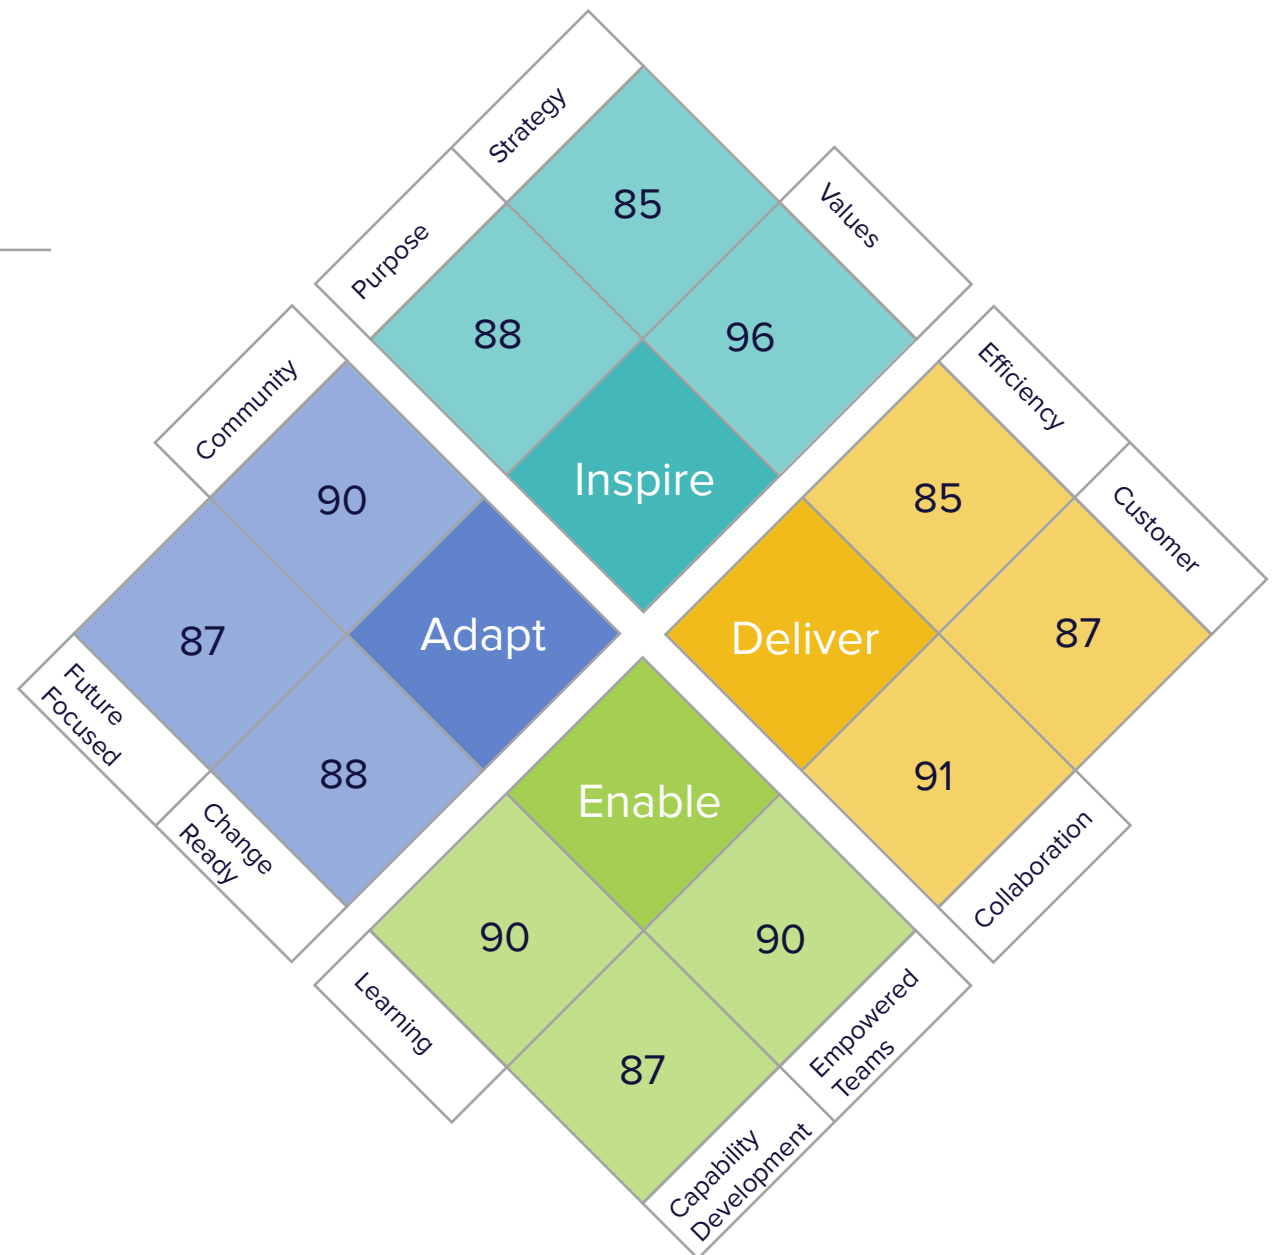 Strategy
85
Purpose
88
Values
96
Inspire
Community
90
87
Adapt
Future
Focused
88
Change
Ready
Efficiency
85
Customer
87
Deliver
91
Collaboration
Enable
90
90
Learning
87
Empowered
Teams
Capability
Development